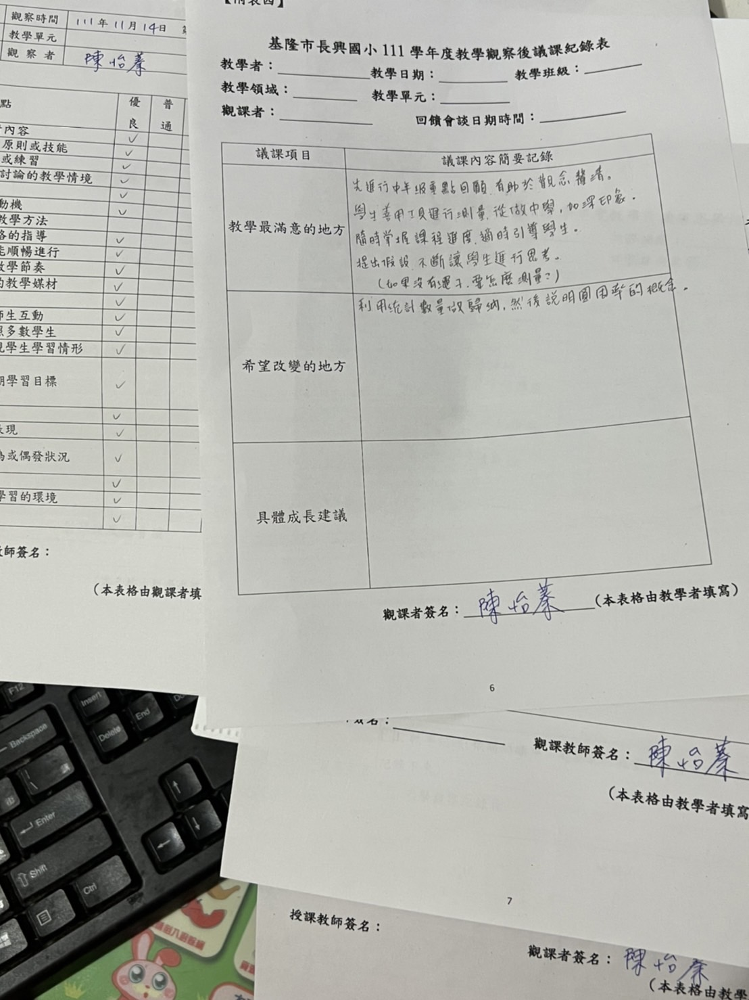 觀察時間 111年11月14日
教學單元
觀察者 陳怡蓁
點 優良 普通
內容
原則或技能
或練習
討論的教學情境
動機
教學方法
的指導
能順暢進行
教學節奏
的教學媒材
師生互動
照多數學生
學生學習情形
期學習目標
表現
為或偶發狀況
學習的環境
師簽名：
（本表格由觀課者填
【附表四】
基隆市長興國小111學年度教學觀察後議課紀錄表
教學者： 教學日期： 教學班級：
教學領域： 教學單元：
觀課者： 回饋會談日期時間：
議課項目 議課內容簡要記錄
教學最滿意的地方
先進行中年級重點回顧，有助於觀念釐清。
學生善用工具進行測量，從做中學，加深印象。
隨時掌握課程進度，適時引導學生。
提出假設，不斷讓學生進行思考。
（如果沒有繩子，要怎麼測量？）
希望改變的地方
利用統計數量做歸納，然後說明圓周率的概念。
具體成長建議
觀課者簽名：陳怡蓁（本表格由教學者填寫）
6
簽名：
觀課教師簽名：陳怡蓁
（本表格由教學者填寫
7
授課教師簽名：
觀課者簽名：陳怡蓁
（本表格由教學
F12
Insert
Delete
End
Backspace
Enter
Shift
Ctrl